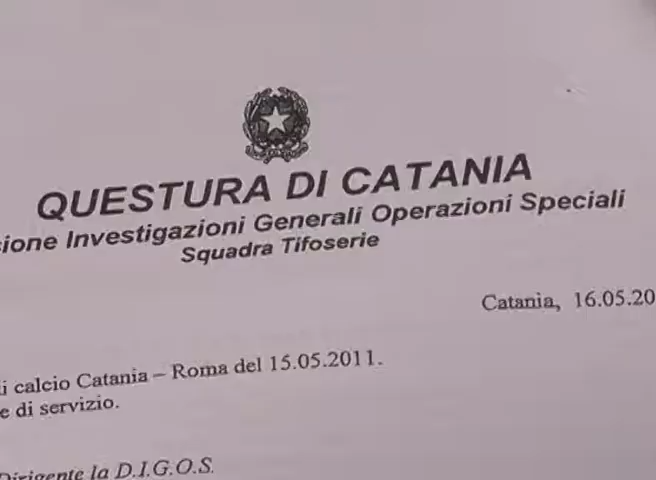 QUESTURA DI CATANIA
sione Investigazioni Generali Operazioni Speciali
Squadra Tifoserie
Catania, 16.05.20
i calcio Catania – Roma del 15.05.2011.
e di servizio.
Dirigente la D.I.G.O.S.